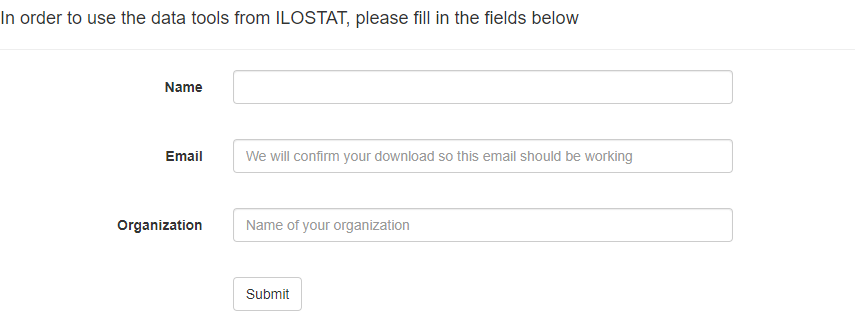 In order to use the data tools from ILOSTAT, please fill in the fields below
Name
Email
We will confirm your download so this email should be working
Organization
Name of your organization
Submit